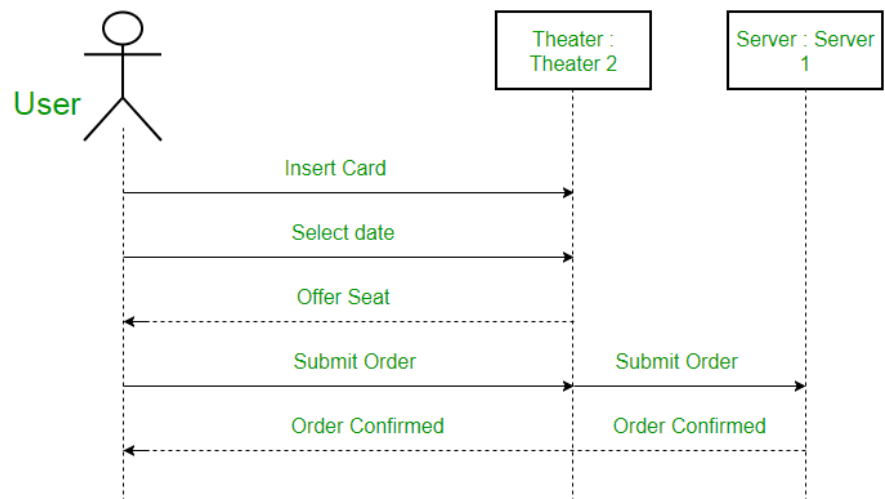 Theater :
Theater 2
Server : Server
1
User
Insert Card
Select date
Offer Seat
Submit Order
Submit Order
Order Confirmed
Order Confirmed